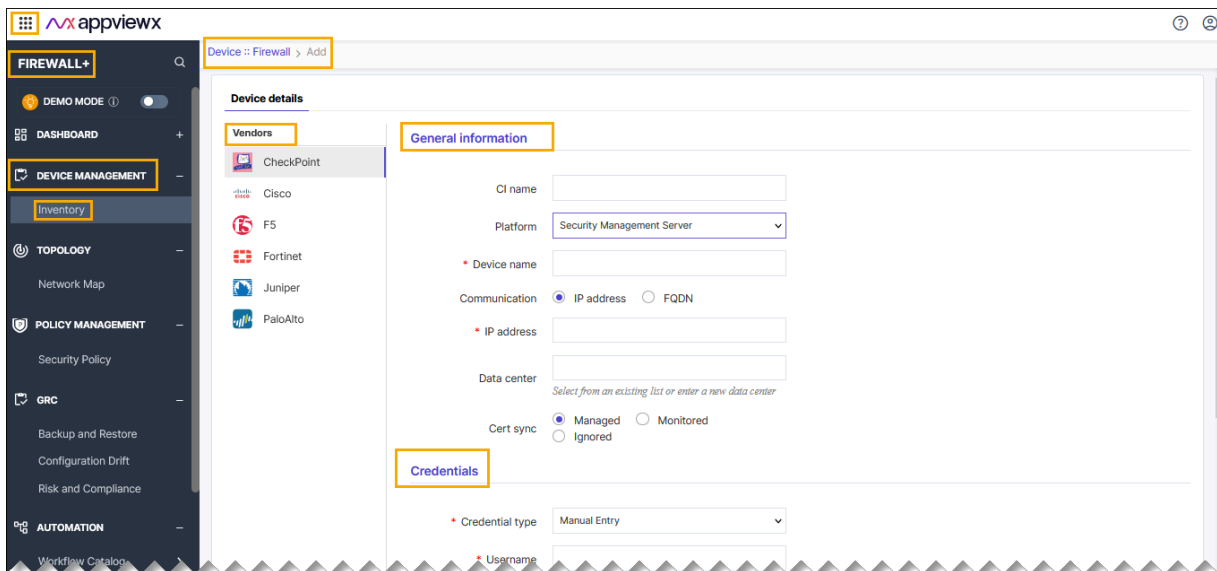 appviewx
FIREWALL+
Device :: Firewall > Add
DEMO MODE
DASHBOARD +
DEVICE MANAGEMENT –
Inventory
TOPOLOGY –
Network Map
POLICY MANAGEMENT –
Security Policy
GRC –
Backup and Restore
Configuration Drift
Risk and Compliance
AUTOMATION –
Workflow Catalog
Device details
Vendors
CheckPoint
cisco Cisco
F5
Fortinet
Juniper
PaloAlto
General information
CI name
Platform Security Management Server
* Device name
Communication IP address FQDN
* IP address
Data center
Select from an existing list or enter a new data center
Cert sync Managed Monitored
Ignored
Credentials
* Credential type Manual Entry
* Username